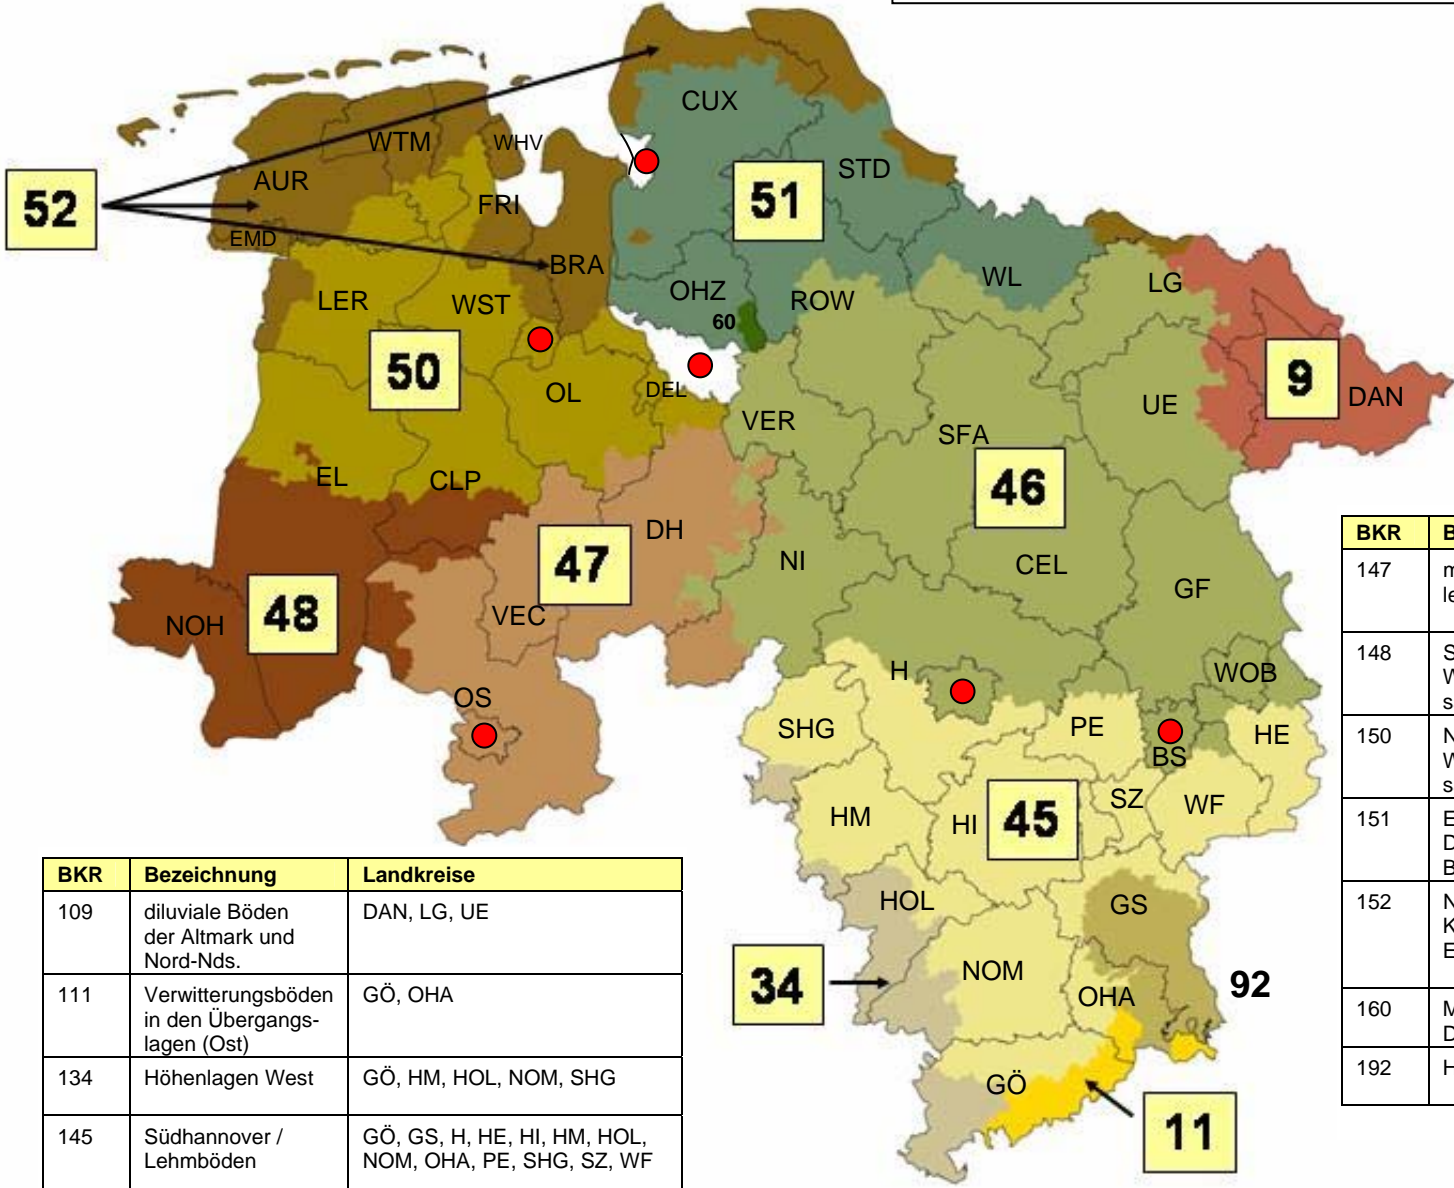 CUX
WTM
WHV
STD
AUR
52
51
FRI
EMD
BRA
WL
LG
OHZ
ROW
LER
WST
60
50
9
OL
DEL
DAN
UE
VER
SFA
EL
CLP
46
DH
47
NI
CEL
GF
48
VEC
NOH
H
WOB
OS
SHG
PE
HE
BS
SZ
WF
HM
HI
45
HOL
GS
NOM
34
OHA
92
GÖ
11
BKR Bezeichnung Landkreise
109 diluviale Böden DAN, LG, UE
der Altmark und
Nord-Nds.
111 Verwitterungsböden GÖ, OHA
in den Übergangs-
lagen (Ost)
134 Höhenlagen West GÖ, HM, HOL, NOM, SHG
145 Südhannover / GÖ, GS, H, HE, HI, HM, HOL,
Lehmböden NOM, OHA, PE, SHG, SZ, WF
BKR B
147 m
le
148 S
W
s
150 N
W
s
151 E
D
B
152 N
K
E
160 M
D
192 H